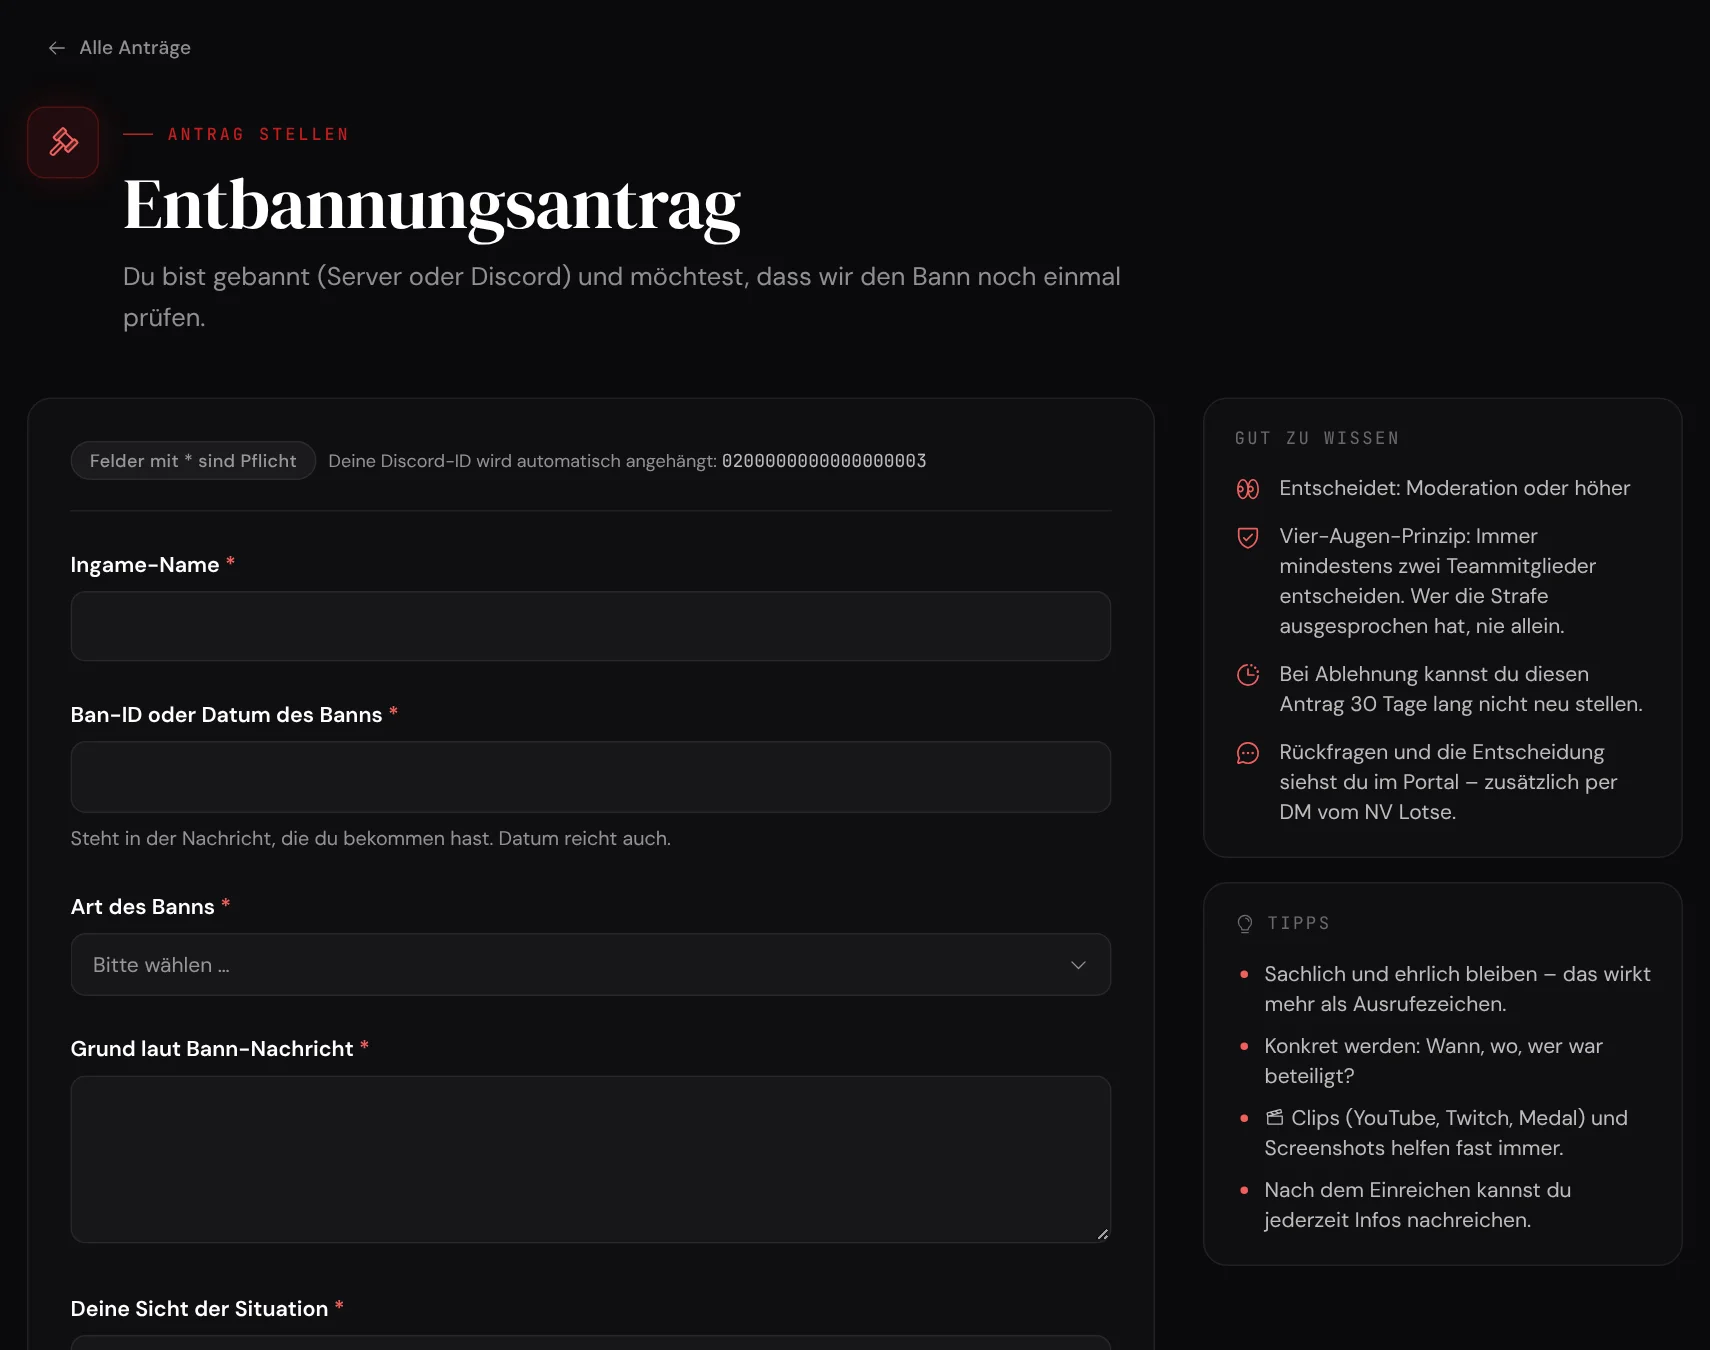 ← Alle Anträge
ANTRAG STELLEN
Entbannungsantrag
Du bist gebannt (Server oder Discord) und möchtest, dass wir den Bann noch einmal
prüfen.
Felder mit * sind Pflicht Deine Discord-ID wird automatisch angehängt: 0200000000000000003
Ingame-Name *
Ban-ID oder Datum des Banns *
Steht in der Nachricht, die du bekommen hast. Datum reicht auch.
Art des Banns *
Bitte wählen …
Grund laut Bann-Nachricht *
Deine Sicht der Situation *
GUT ZU WISSEN
Entscheidet: Moderation oder höher
Vier-Augen-Prinzip: Immer
mindestens zwei Teammitglieder
entscheiden. Wer die Strafe
ausgesprochen hat, nie allein.
Bei Ablehnung kannst du diesen
Antrag 30 Tage lang nicht neu stellen.
Rückfragen und die Entscheidung
siehst du im Portal – zusätzlich per
DM vom NV Lotse.
TIPPS
• Sachlich und ehrlich bleiben – das wirkt
mehr als Ausrufezeichen.
• Konkret werden: Wann, wo, wer war
beteiligt?
• Clips (YouTube, Twitch, Medal) und
Screenshots helfen fast immer.
• Nach dem Einreichen kannst du
jederzeit Infos nachreichen.